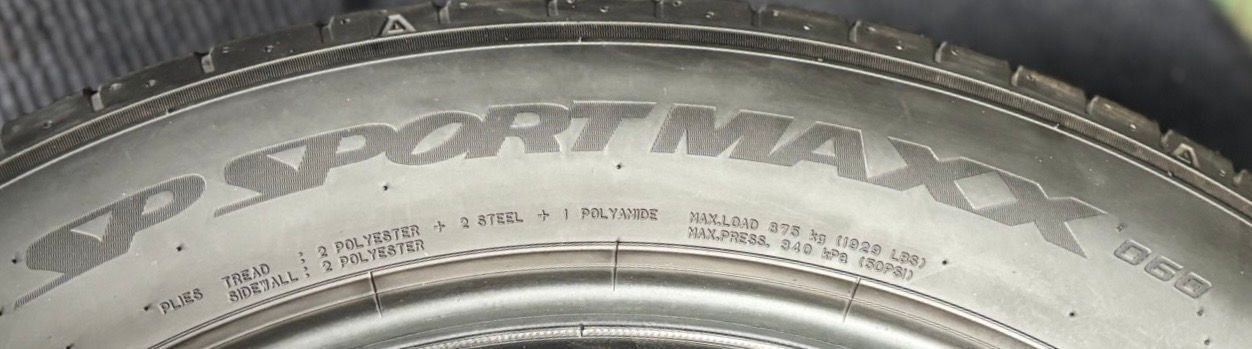 SP SPORT MAXX 060
PLIES TREAD : 2 POLYESTER + 2 STEEL + 1 POLYAMIDE
SIDEWALL : 2 POLYESTER
MAX.LOAD 875 kg (1929 LBS)
MAX.PRESS. 340 kPa (50PSI)